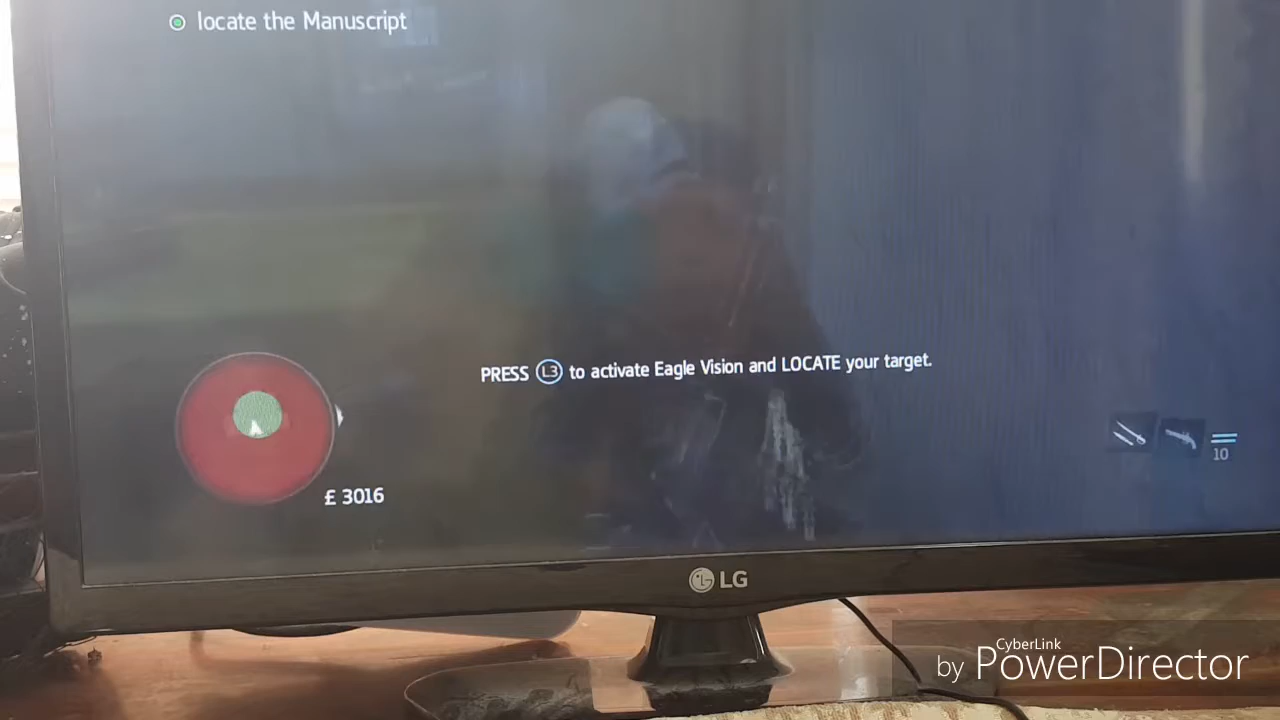 locate the Manuscript
PRESS L3 to activate Eagle Vision and LOCATE your target.
10
£ 3016
LG
CyberLink
by PowerDirector